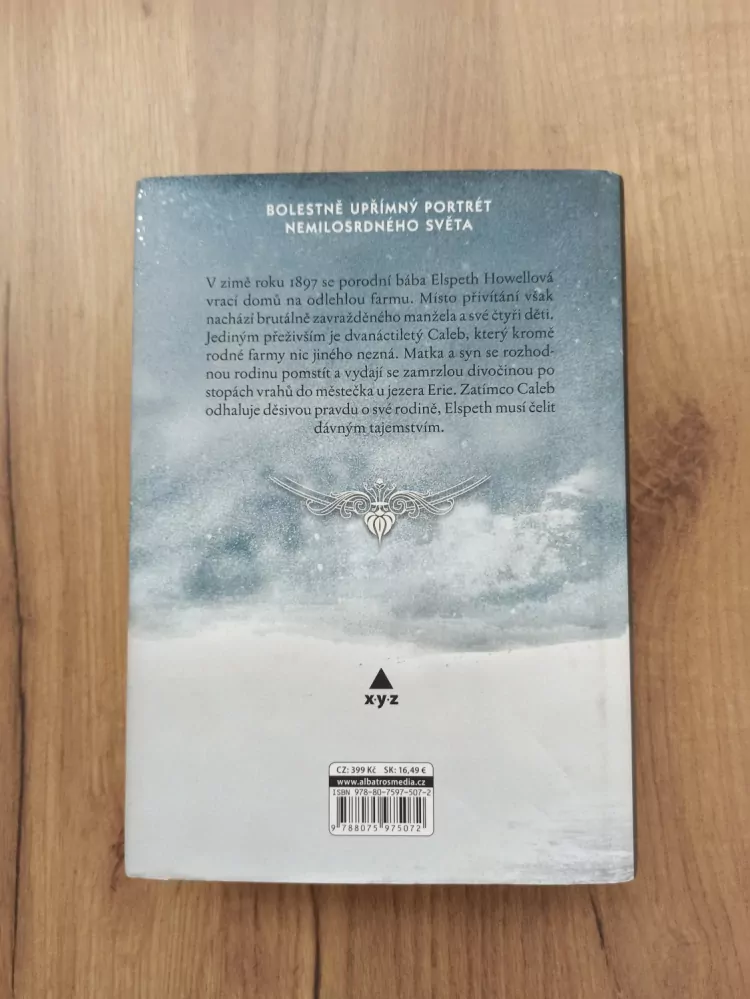 BOLESTNĚ UPŘÍMNÝ PORTRÉT
NEMILOSRDNÉHO SVĚTA
V zimě roku 1897 se porodní bába Elspeth Howellová
vrací domů na odlehlou farmu. Místo přivítání však
nachází brutálně zavražděného manžela a své čtyři děti.
Jediným přeživším je dvanáctiletý Caleb, který kromě
rodné farmy nic jiného nezná. Matka a syn se rozhod-
nou rodinu pomstít a vydají se zamrzlou divočinou po
stopách vrahů do městečka u jezera Erie. Zatímco Caleb
odhaluje děsivou pravdu o své rodině, Elspeth musí čelit
dávným tajemstvím.
x·y·z
CZ: 399 Kč SK: 16,49 €
www.albatrosmedia.cz
ISBN 978-80-7597-507-2
9 788075 975072